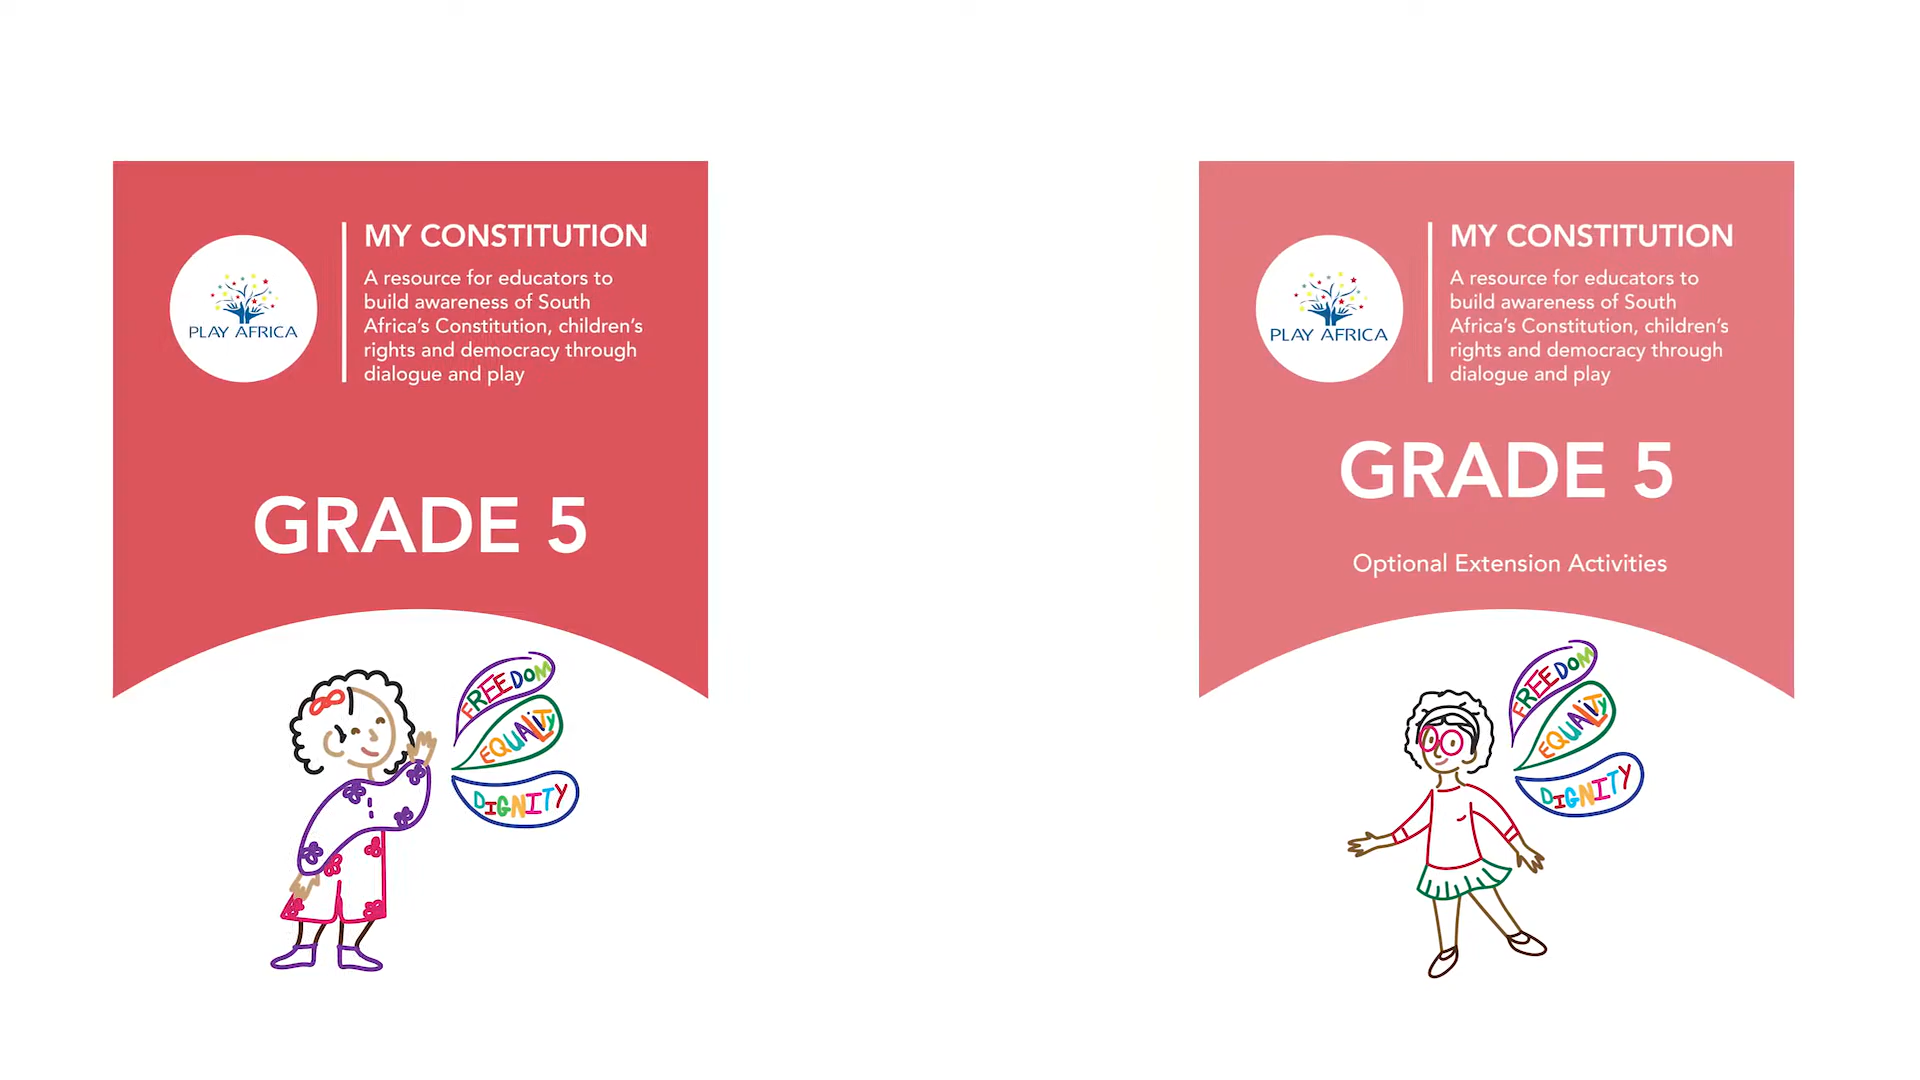 PLAY AFRICA
MY CONSTITUTION
A resource for educators to
build awareness of South
Africa's Constitution, children's
rights and democracy through
dialogue and play
GRADE 5
FREEDOM
EQUALITY
DIGNITY
PLAY AFRICA
MY CONSTITUTION
A resource for educators to
build awareness of South
Africa's Constitution, children's
rights and democracy through
dialogue and play
GRADE 5
Optional Extension Activities
FREEDOM
EQUALITY
DIGNITY